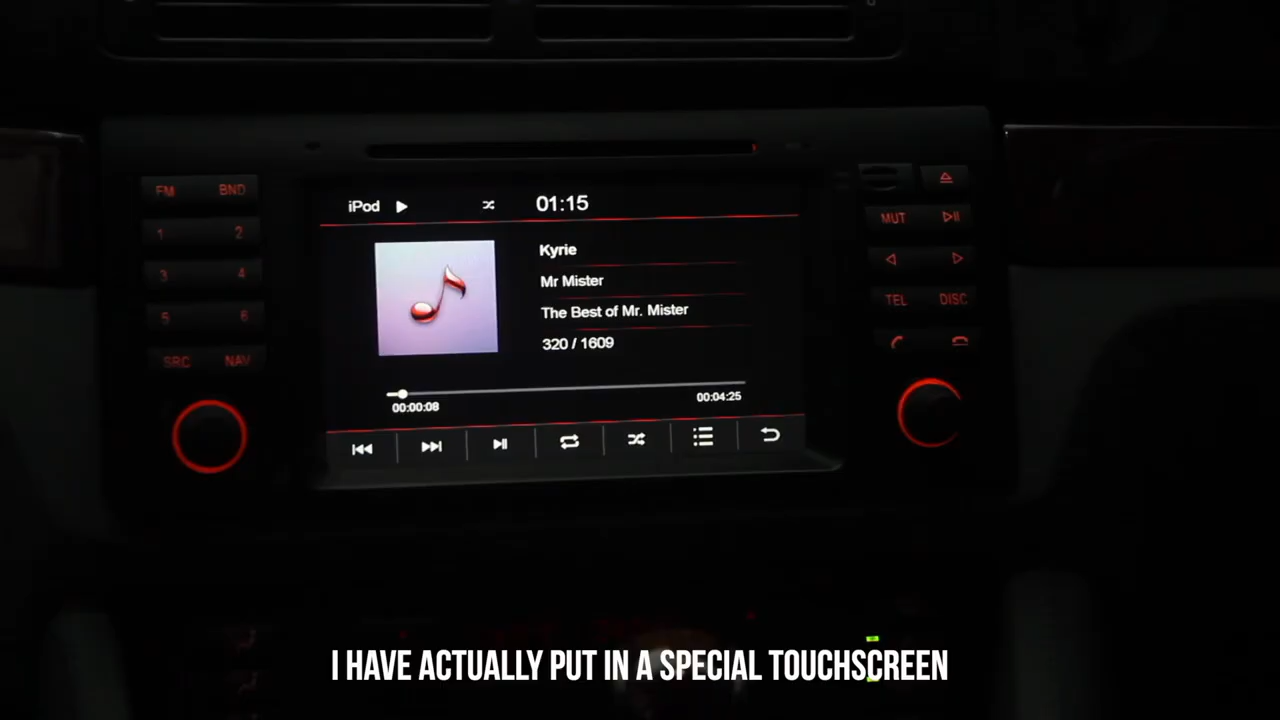 FM BND
1 2
3 4
5 6
SRC NAV
iPod 01:15
Kyrie
Mr Mister
The Best of Mr. Mister
320 / 1609
00:00:08 00:04:25
MUT
TEL DISC
I HAVE ACTUALLY PUT IN A SPECIAL TOUCHSCREEN